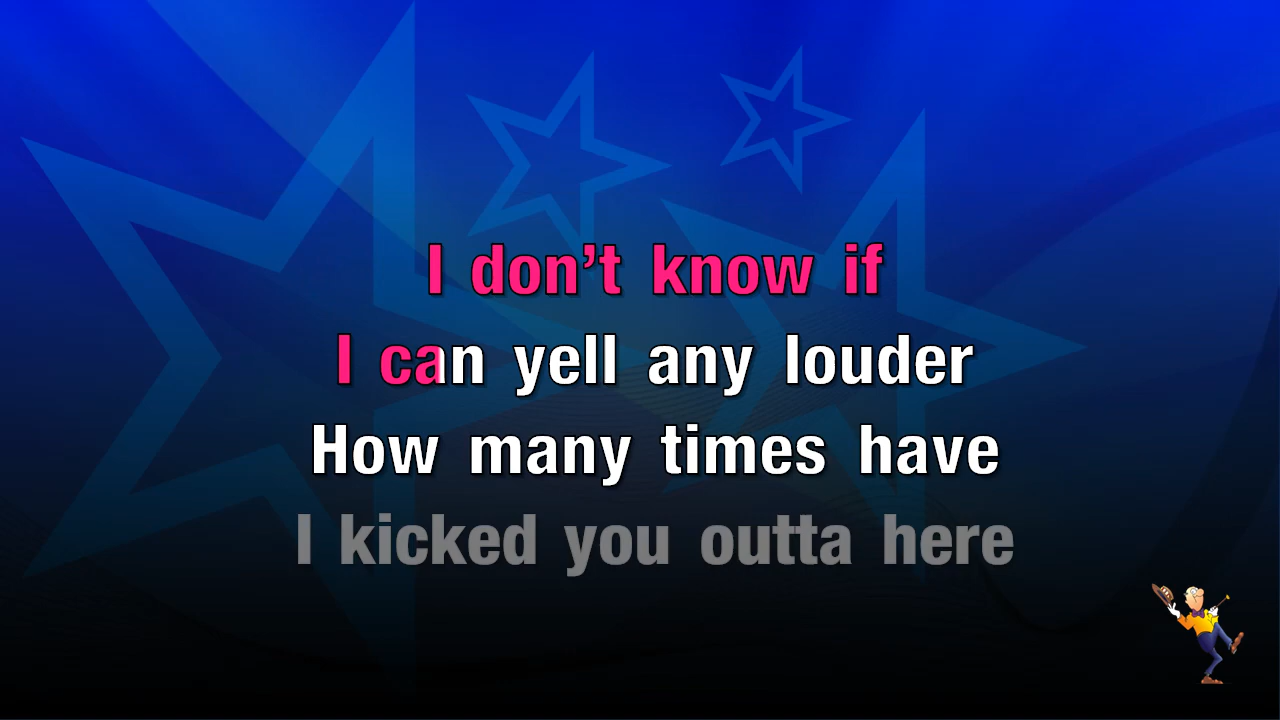 I don't know if
I can yell any louder
How many times have
I kicked you outta here